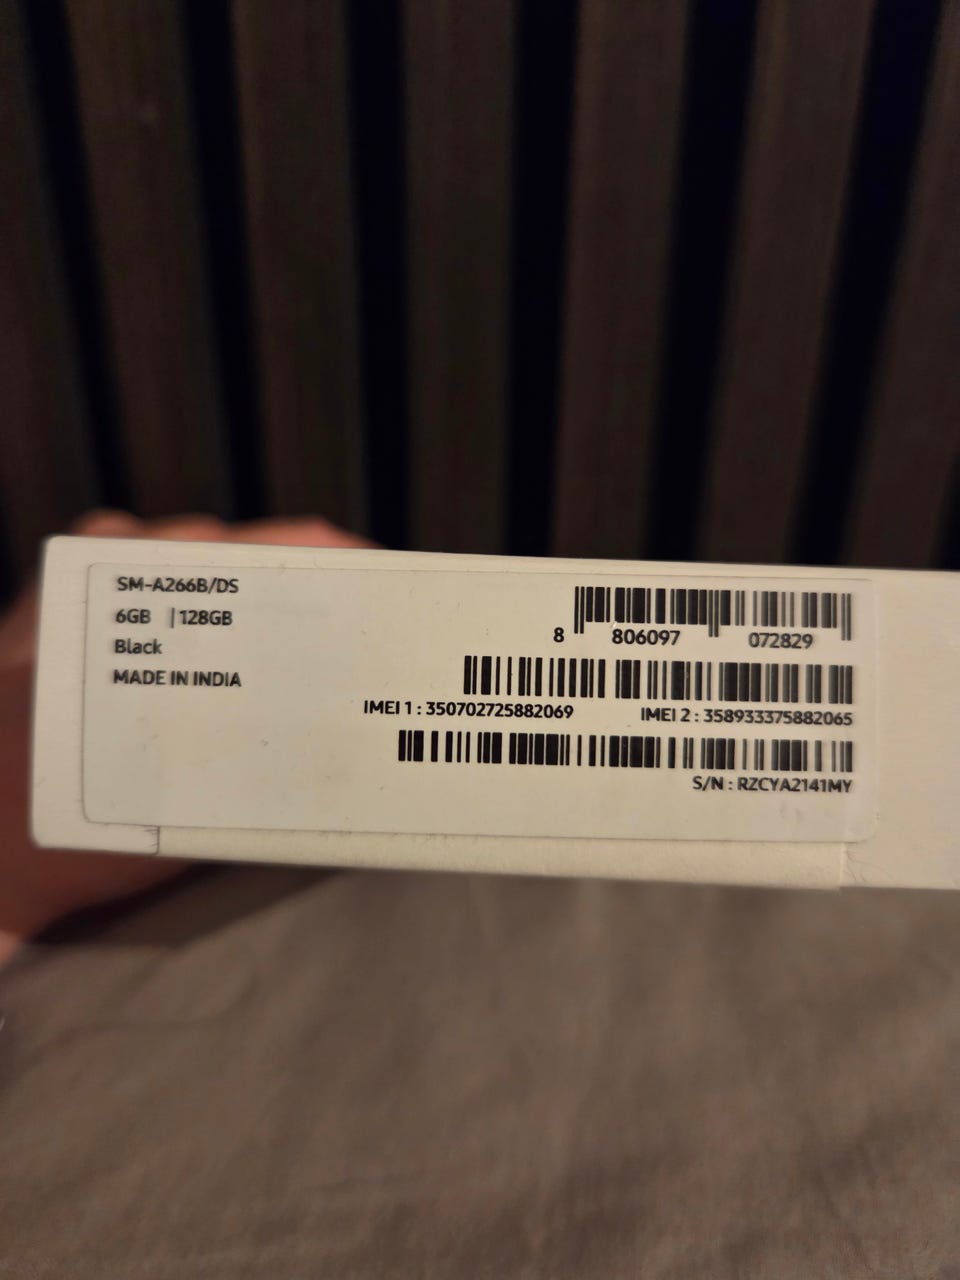 SM-A266B/DS
6GB | 128GB
Black
MADE IN INDIA
8 806097 072829
IMEI 1 : 350702725882069 IMEI 2 : 358933375882065
S/N : RZCYA2141MY